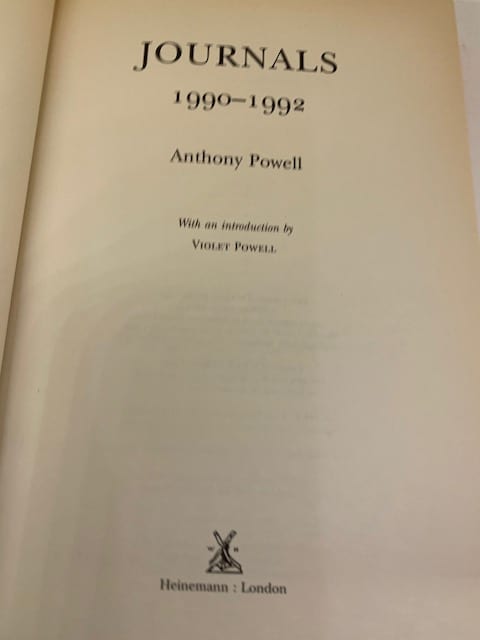 JOURNALS
1990–1992
Anthony Powell
With an introduction by
VIOLET POWELL
W H
Heinemann : London